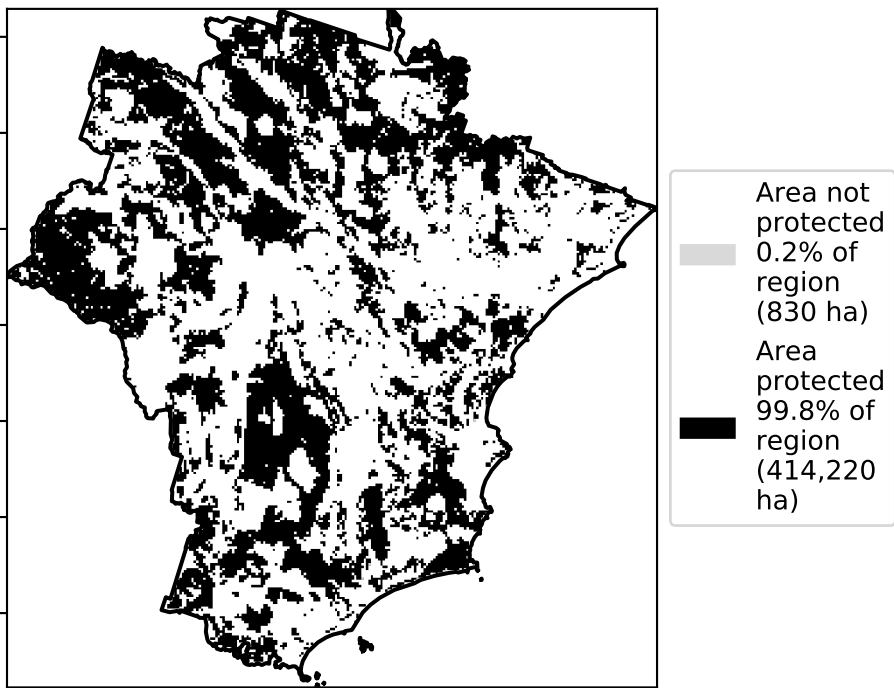 Area not
protected
0.2% of
region
(830 ha)
Area
protected
99.8% of
region
(414,220
ha)